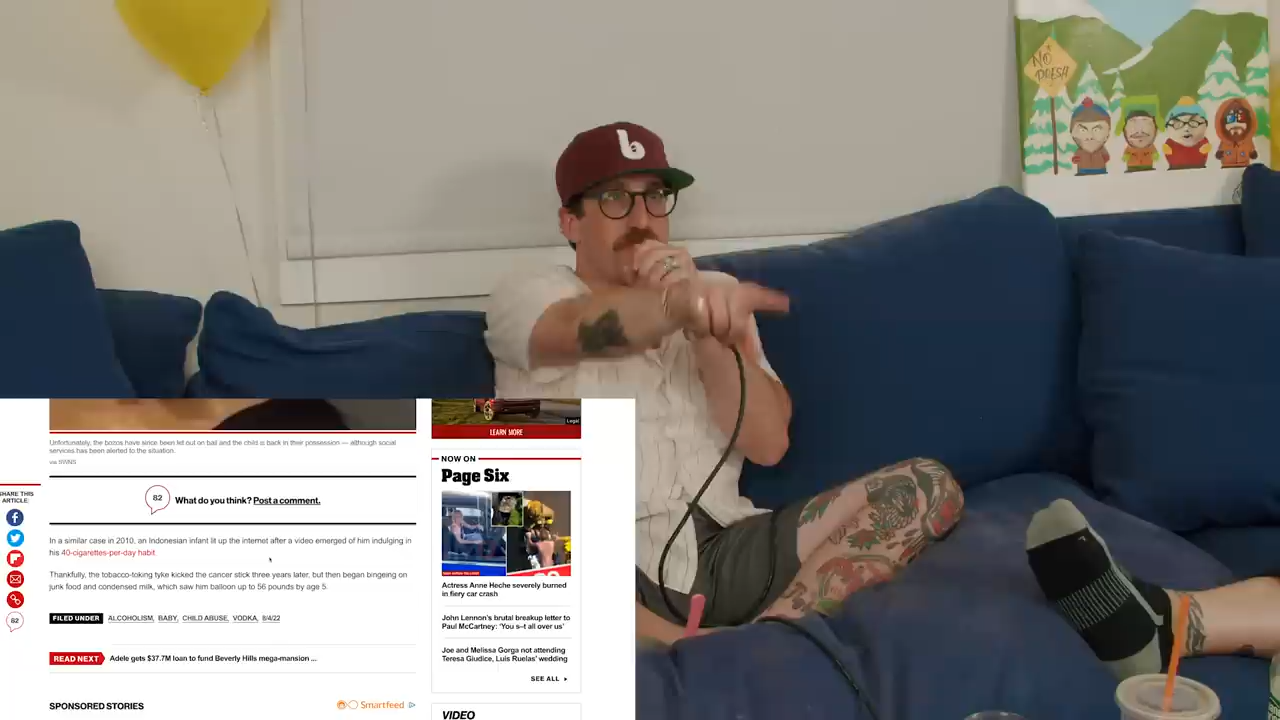 NO
DRESH
b
Legal
LEARN MORE
Unfortunately, the bozos have since been let out on bail and the child is back in their possession — although social
services has been alerted to the situation.
via SWNS
SHARE THIS
ARTICLE:
82
82
What do you think? Post a comment.
In a similar case in 2010, an Indonesian infant lit up the internet after a video emerged of him indulging in
his 40-cigarettes-per-day habit.
Thankfully, the tobacco-toking tyke kicked the cancer stick three years later, but then began bingeing on
junk food and condensed milk, which saw him balloon up to 56 pounds by age 5.
FILED UNDER ALCOHOLISM, BABY, CHILD ABUSE, VODKA, 8/4/22
READ NEXT Adele gets $37.7M loan to fund Beverly Hills mega-mansion ...
SPONSORED STORIES
Smartfeed
NOW ON
Page Six
Actress Anne Heche severely burned
in fiery car crash
John Lennon's brutal breakup letter to
Paul McCartney: 'You s–t all over us'
Joe and Melissa Gorga not attending
Teresa Giudice, Luis Ruelas' wedding
SEE ALL
VIDEO